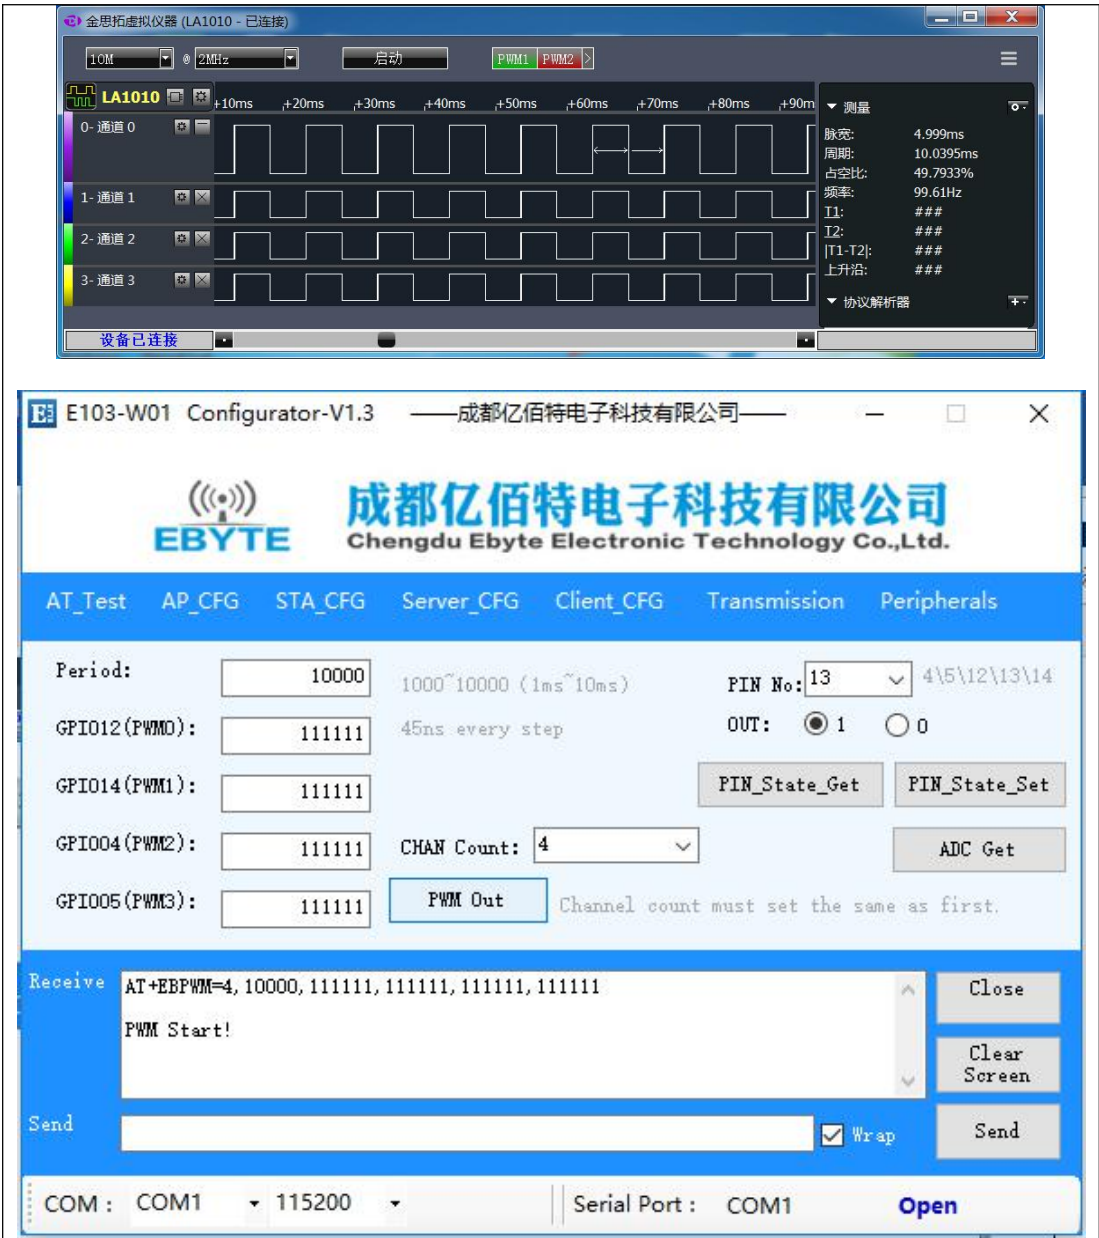 金思拓虚拟仪器 (LA1010 - 已连接)
10M @ 2MHz 启动 PWM1 PWM2 >
LA1010 +10ms +20ms +30ms +40ms +50ms +60ms +70ms +80ms +90m
0- 通道 0
1- 通道 1
2- 通道 2
3- 通道 3
测量
脉宽: 4.999ms
周期: 10.0395ms
占空比: 49.7933%
频率: 99.61Hz
T1: ###
T2: ###
|T1-T2|: ###
上升沿: ###
协议解析器
设备已连接
E103-W01 Configurator-V1.3 ——成都亿佰特电子科技有限公司——
EBYTE
成都亿佰特电子科技有限公司
Chengdu Ebyte Electronic Technology Co.,Ltd.
AT_Test AP_CFG STA_CFG Server_CFG Client_CFG Transmission Peripherals
Period: 10000 1000~10000 (1ms~10ms) PIN No: 13 4\5\12\13\14
GPIO12(PWM0): 111111 45ns every step OUT: 1 0
GPIO14(PWM1): 111111 PIN_State_Get PIN_State_Set
GPIO04(PWM2): 111111 CHAN Count: 4 ADC Get
GPIO05(PWM3): 111111 PWM Out Channel count must set the same as first.
Receive
AT+EBPWM=4,10000,111111,111111,111111,111111
PWM Start!
Close
Clear
Screen
Send Wrap Send
COM : COM1 115200 Serial Port : COM1 Open